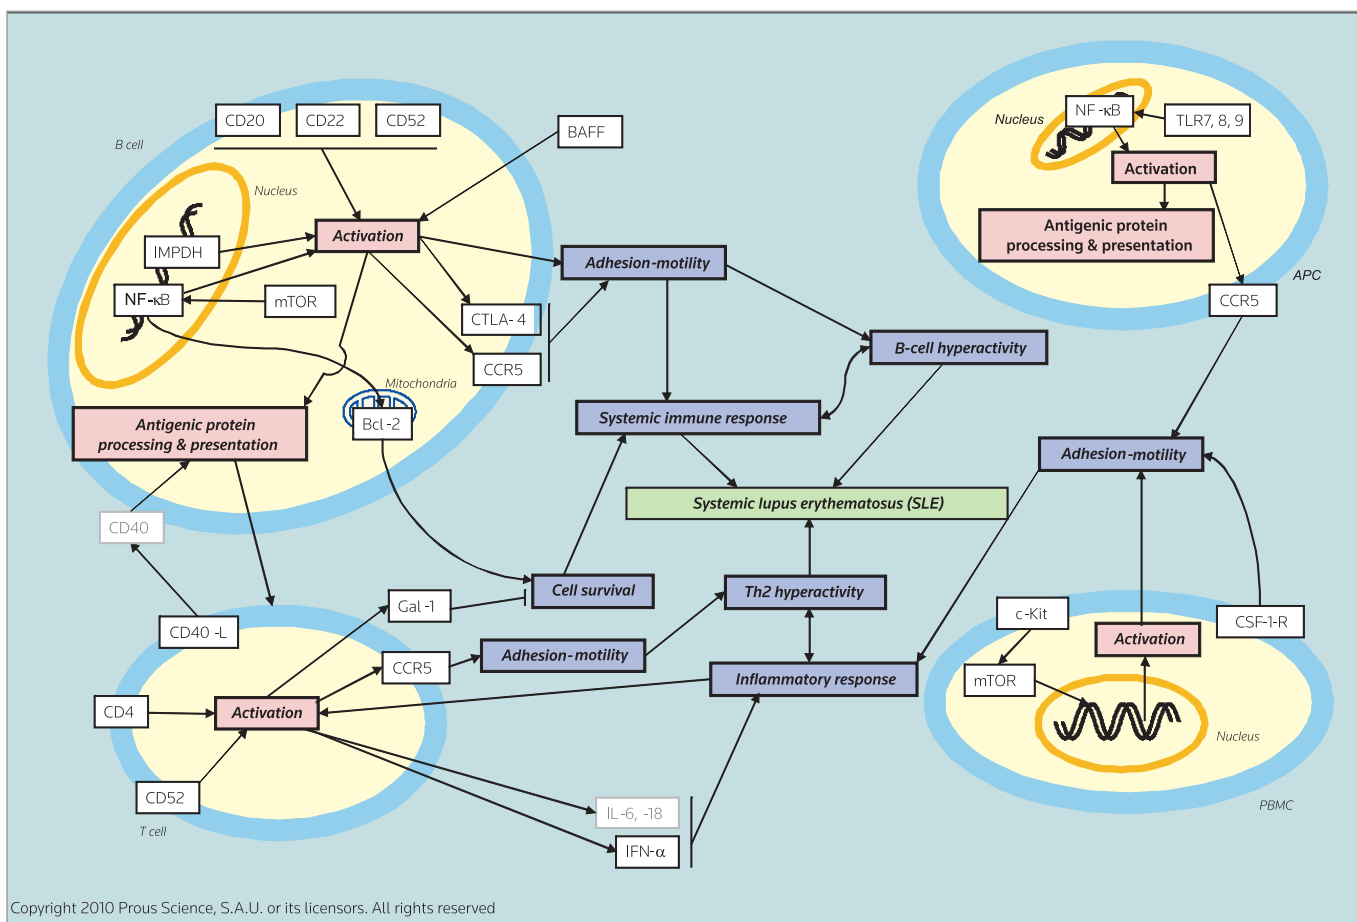 B cell
CD20
CD22
CD52
BAFF
Nucleus
IMPDH
Activation
NF-κB
mTOR
Adhesion-motility
CTLA-4
CCR5
Mitochondria
Bcl-2
Antigenic protein
processing & presentation
CD40
B-cell hyperactivity
Systemic immune response
Systemic lupus erythematosus (SLE)
Nucleus
NF-κB
TLR7, 8, 9
Activation
Antigenic protein
processing & presentation
APC
CCR5
Adhesion-motility
Cell survival
Th2 hyperactivity
Gal-1
CD40-L
CCR5
Adhesion-motility
Inflammatory response
CD4
Activation
CD52
T cell
IL-6, -18
IFN-α
c-Kit
Activation
CSF-1-R
mTOR
Nucleus
PBMC
Copyright 2010 Prous Science, S.A.U. or its licensors. All rights reserved